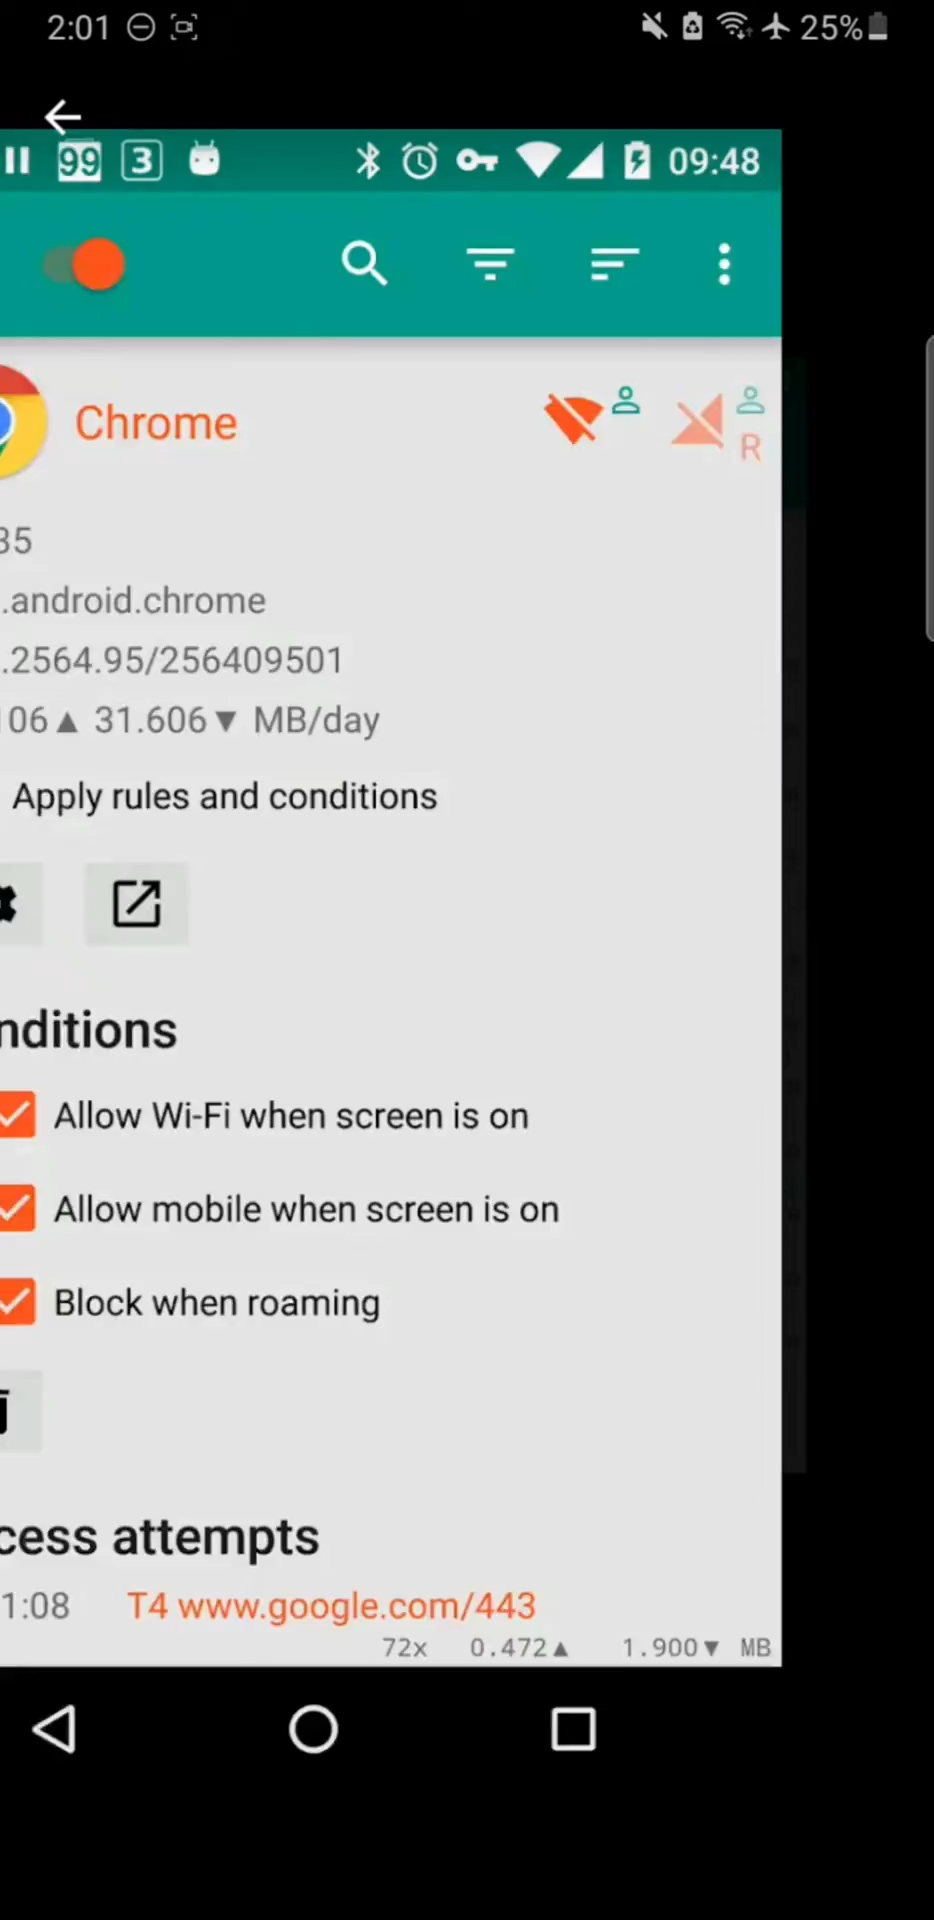 2:01 25%
99 3 09:48
Chrome
R
35
.android.chrome
.2564.95/256409501
106▲ 31.606▼ MB/day
Apply rules and conditions
nditions
Allow Wi-Fi when screen is on
Allow mobile when screen is on
Block when roaming
cess attempts
1:08 T4 www.google.com/443
72x 0.472▲ 1.900▼ MB